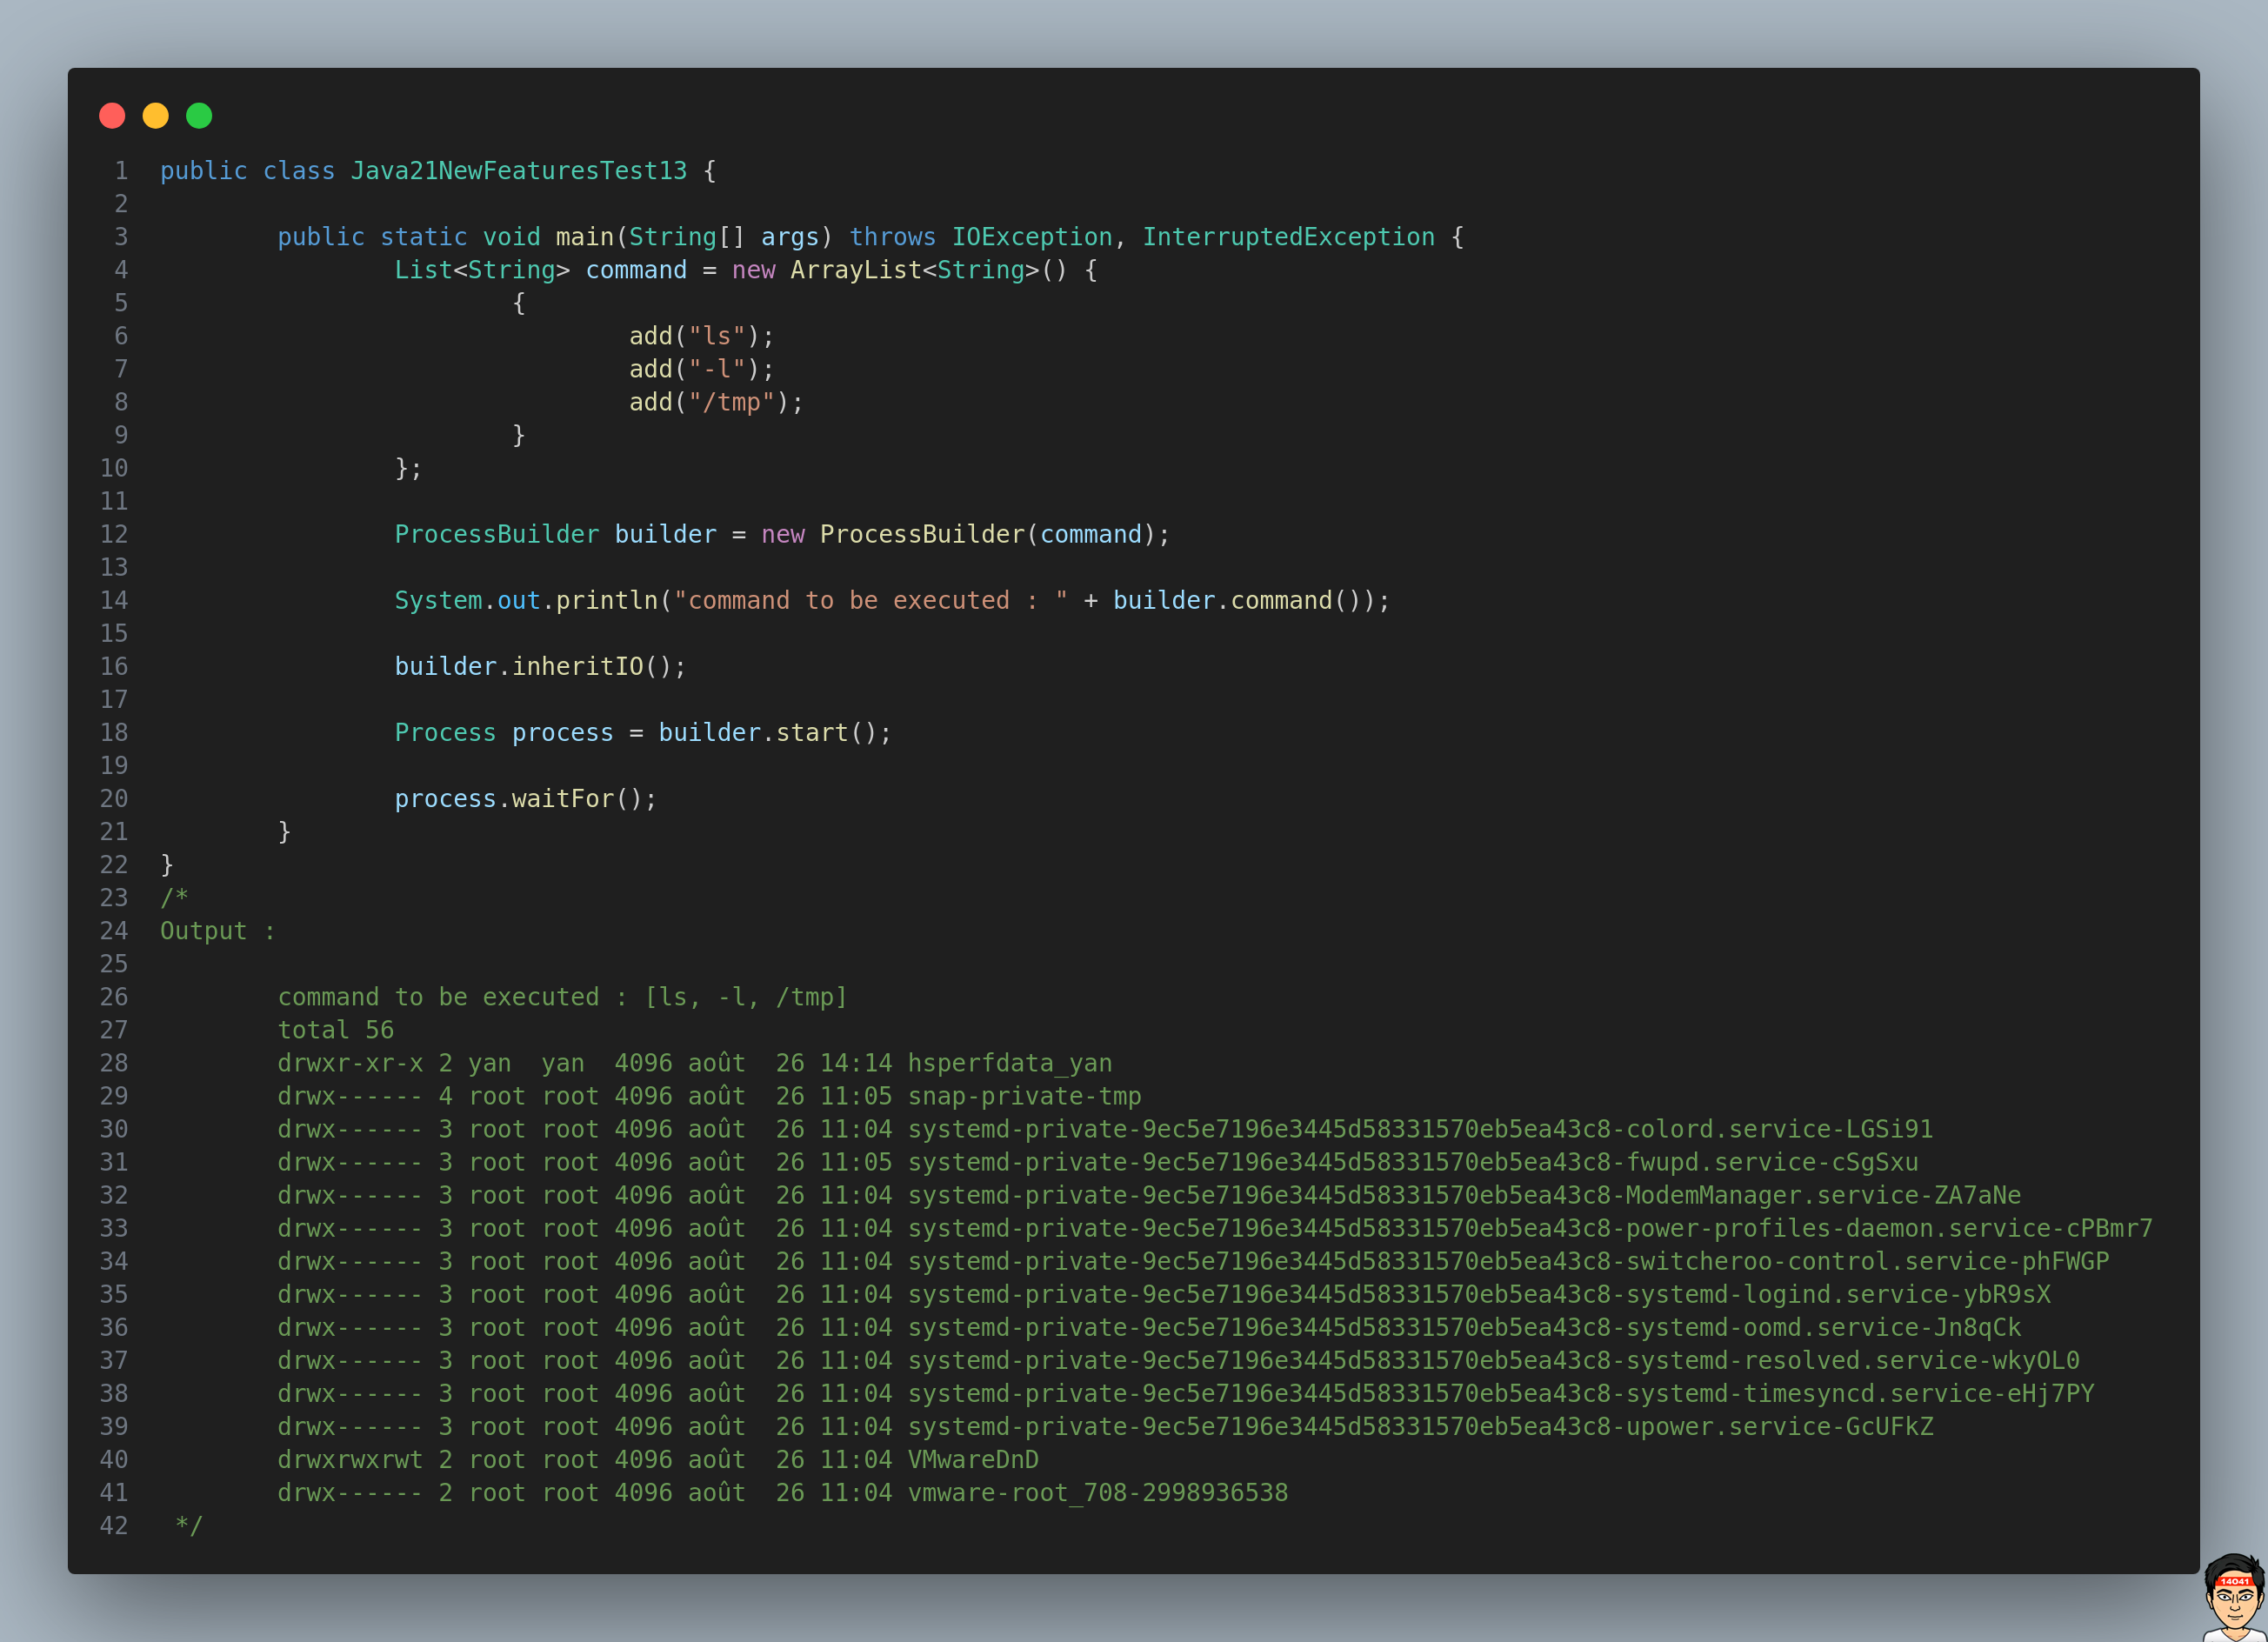 1 public class Java21NewFeaturesTest13 {
2
3 public static void main(String[] args) throws IOException, InterruptedException {
4 List<String> command = new ArrayList<String>() {
5 {
6 add("ls");
7 add("-l");
8 add("/tmp");
9 }
10 };
11
12 ProcessBuilder builder = new ProcessBuilder(command);
13
14 System.out.println("command to be executed : " + builder.command());
15
16 builder.inheritIO();
17
18 Process process = builder.start();
19
20 process.waitFor();
21 }
22 }
23 /*
24 Output :
25
26 command to be executed : [ls, -l, /tmp]
27 total 56
28 drwxr-xr-x 2 yan  yan  4096 août  26 14:14 hsperfdata_yan
29 drwx------ 4 root root 4096 août  26 11:05 snap-private-tmp
30 drwx------ 3 root root 4096 août  26 11:04 systemd-private-9ec5e7196e3445d58331570eb5ea43c8-colord.service-LGSi91
31 drwx------ 3 root root 4096 août  26 11:05 systemd-private-9ec5e7196e3445d58331570eb5ea43c8-fwupd.service-cSgSxu
32 drwx------ 3 root root 4096 août  26 11:04 systemd-private-9ec5e7196e3445d58331570eb5ea43c8-ModemManager.service-ZA7aNe
33 drwx------ 3 root root 4096 août  26 11:04 systemd-private-9ec5e7196e3445d58331570eb5ea43c8-power-profiles-daemon.service-cPBmr7
34 drwx------ 3 root root 4096 août  26 11:04 systemd-private-9ec5e7196e3445d58331570eb5ea43c8-switcheroo-control.service-phFWGP
35 drwx------ 3 root root 4096 août  26 11:04 systemd-private-9ec5e7196e3445d58331570eb5ea43c8-systemd-logind.service-ybR9sX
36 drwx------ 3 root root 4096 août  26 11:04 systemd-private-9ec5e7196e3445d58331570eb5ea43c8-systemd-oomd.service-Jn8qCk
37 drwx------ 3 root root 4096 août  26 11:04 systemd-private-9ec5e7196e3445d58331570eb5ea43c8-systemd-resolved.service-wkyOL0
38 drwx------ 3 root root 4096 août  26 11:04 systemd-private-9ec5e7196e3445d58331570eb5ea43c8-systemd-timesyncd.service-eHj7PY
39 drwx------ 3 root root 4096 août  26 11:04 systemd-private-9ec5e7196e3445d58331570eb5ea43c8-upower.service-GcUFkZ
40 drwxrwxrwt 2 root root 4096 août  26 11:04 VMwareDnD
41 drwx------ 2 root root 4096 août  26 11:04 vmware-root_708-2998936538
42 */
14041